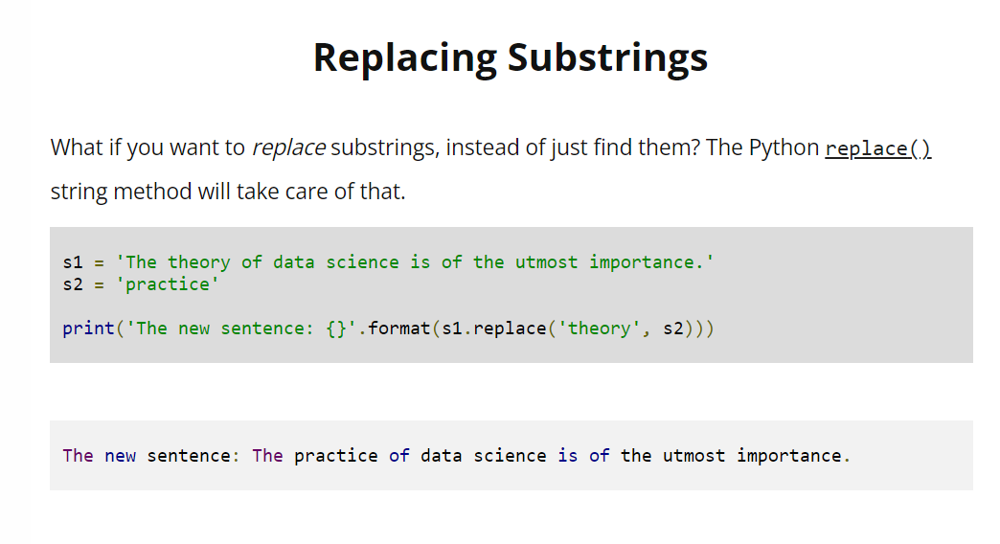 Replacing Substrings
What if you want to replace substrings, instead of just find them? The Python replace()
string method will take care of that.
s1 = 'The theory of data science is of the utmost importance.'
s2 = 'practice'
print('The new sentence: {}'.format(s1.replace('theory', s2)))
The new sentence: The practice of data science is of the utmost importance.